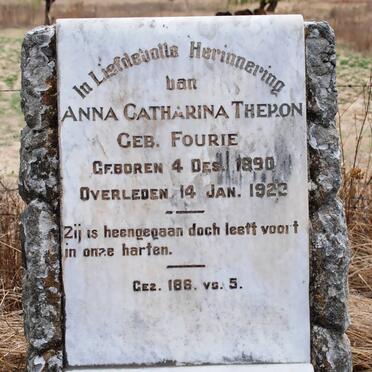 In Liefdevolle Herinnering
van
ANNA CATHARINA THERON
GEB. FOURIE
GEBOREN 4 DES. 1890
OVERLEDEN 14 JAN. 1923
Zij is heengegaan doch leeft voort
in onze harten.
GEZ. 186. vs. 5.